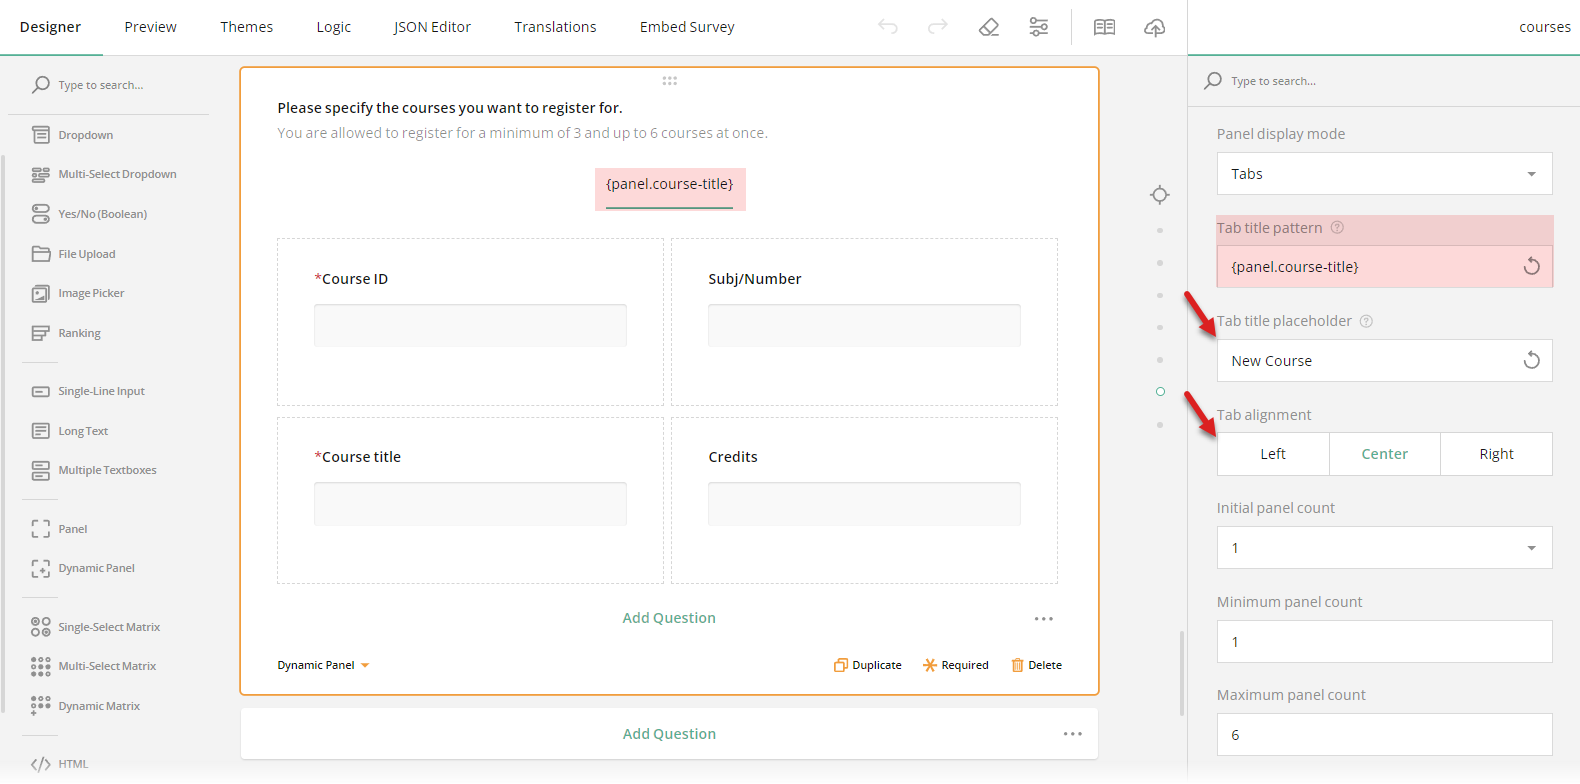 Designer Preview Themes Logic JSON Editor Translations Embed Survey
courses
Type to search...
Dropdown
Multi-Select Dropdown
Yes/No (Boolean)
File Upload
Image Picker
Ranking
Single-Line Input
Long Text
Multiple Textboxes
Panel
Dynamic Panel
Single-Select Matrix
Multi-Select Matrix
Dynamic Matrix
HTML
Please specify the courses you want to register for.
You are allowed to register for a minimum of 3 and up to 6 courses at once.
{panel.course-title}
*Course ID
Subj/Number
*Course title
Credits
Add Question
Dynamic Panel
Duplicate Required Delete
Add Question
Type to search...
Panel display mode
Tabs
Tab title pattern
{panel.course-title}
Tab title placeholder
New Course
Tab alignment
Left Center Right
Initial panel count
1
Minimum panel count
1
Maximum panel count
6